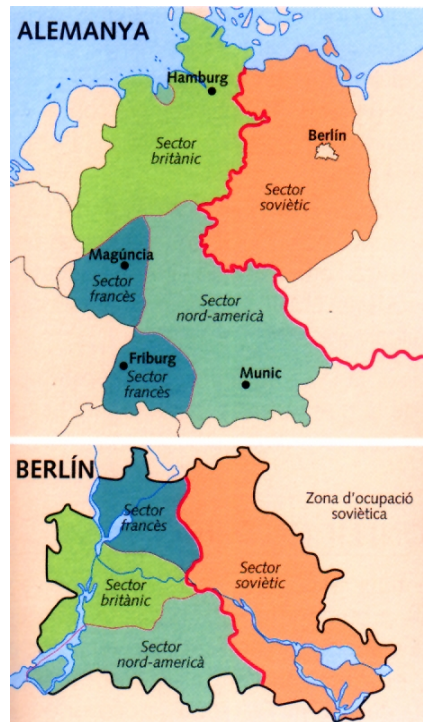 ALEMANYA
Hamburg
Sector
britànic
Berlín
Sector
soviètic
Magúncia
Sector
francès
Sector
nord-americà
Friburg
Sector
francès
Munic
BERLÍN
Sector
francès
Zona d'ocupació
soviètica
Sector
britànic
Sector
soviètic
Sector
nord-americà